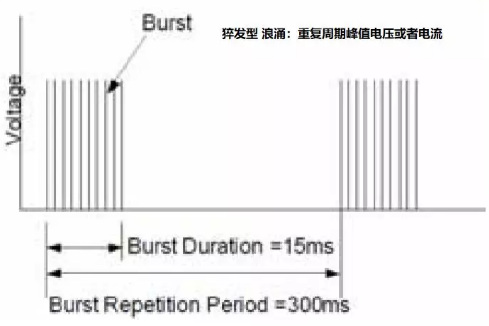 Burst
猝发型 浪涌：重复周期峰值电压或者电流
Voltage
Burst Duration =15ms
Burst Repetition Period =300ms